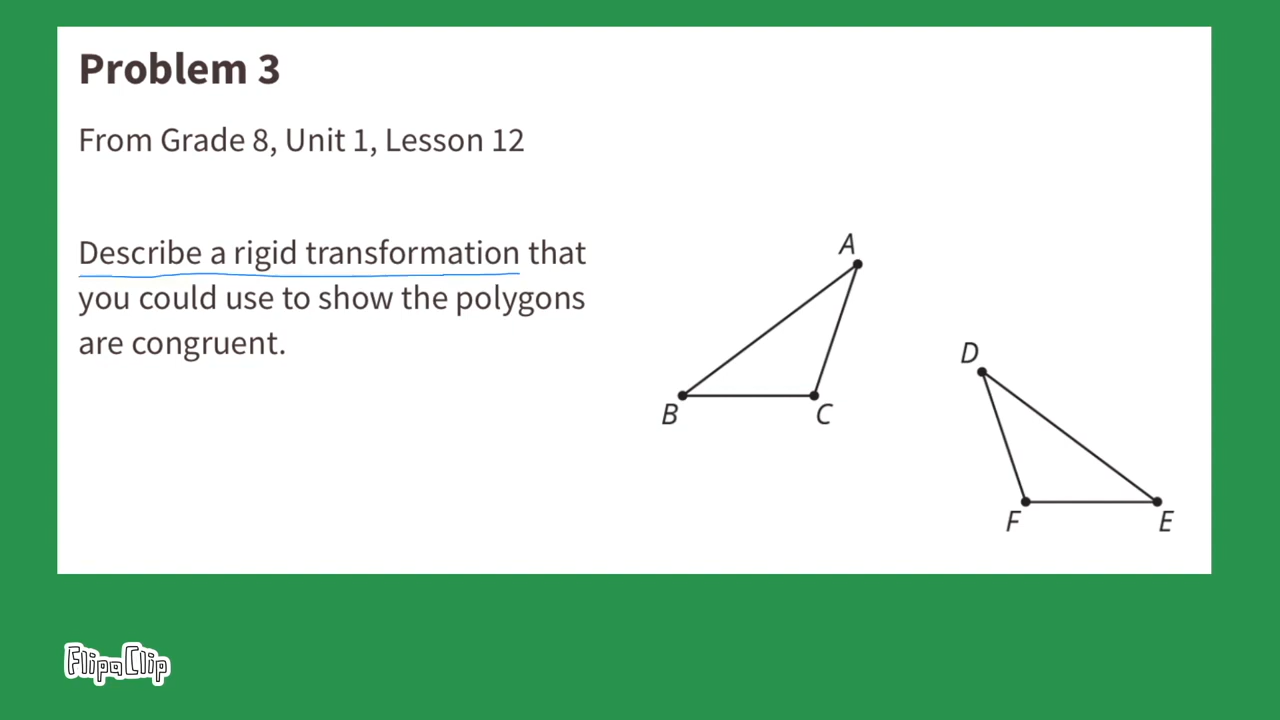 Problem 3
From Grade 8, Unit 1, Lesson 12
Describe a rigid transformation that
you could use to show the polygons
are congruent.
A
B
C
D
F
E
FlipaClip